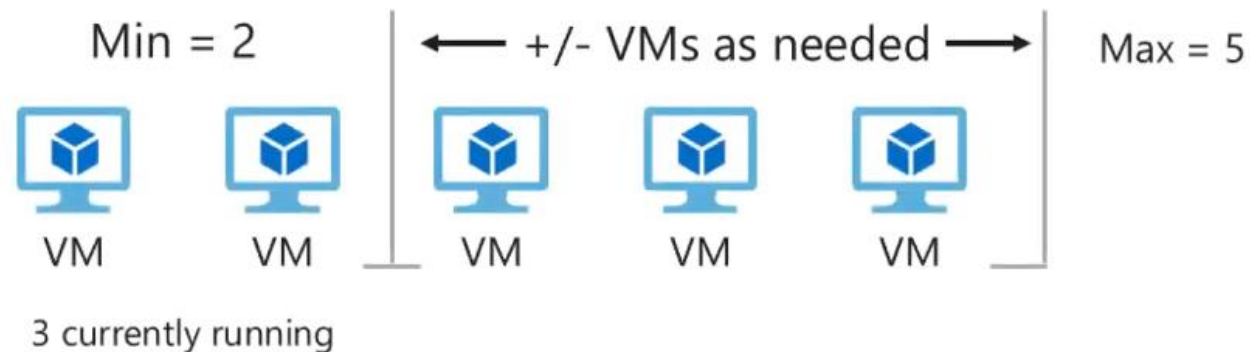 Min = 2 +/- VMs as needed Max = 5
VM VM VM VM VM
3 currently running